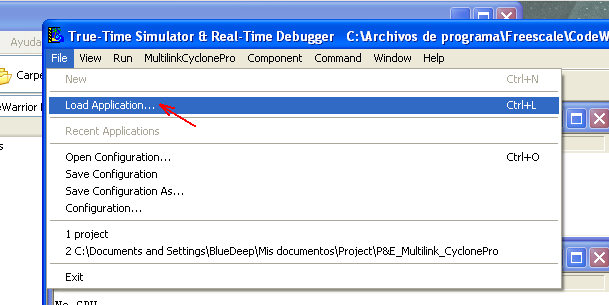 True-Time Simulator & Real-Time Debugger C:\Archivos de programa\Freescale\CodeW
Ayuda
File View Run MultilinkCyclonePro Component Command Window Help
Carpe
New Ctrl+N
Load Application... Ctrl+L
eWarrior
Recent Applications
s
Open Configuration... Ctrl+O
Save Configuration
Save Configuration As...
Configuration...
1 project
2 C:\Documents and Settings\BlueDeep\Mis documentos\Project\P&E_Multilink_CyclonePro
Exit
No CPU